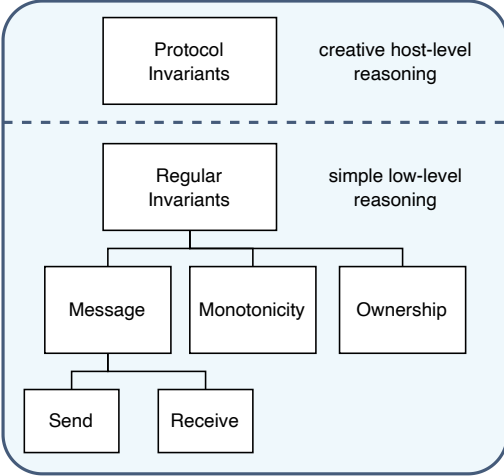 Protocol
Invariants
creative host-level
reasoning
Regular
Invariants
simple low-level
reasoning
Message
Monotonicity
Ownership
Send
Receive